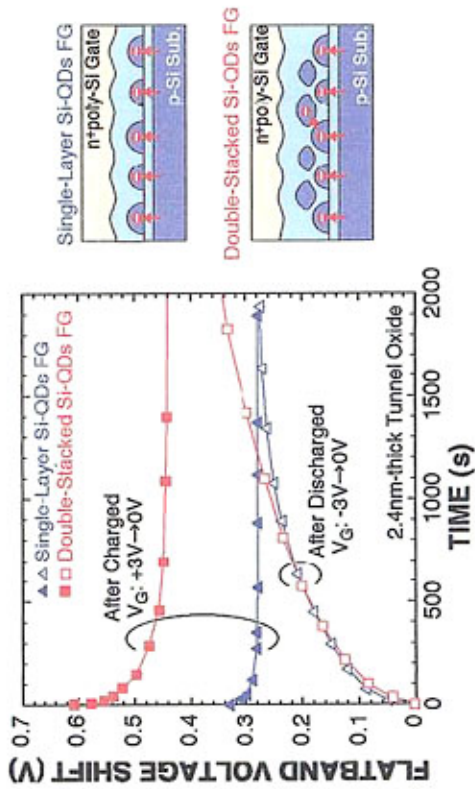 FLATBAND VOLTAGE SHIFT (V)
0.7
0.6
0.5
0.4
0.3
0.2
0.1
0
▲ △ Single-Layer Si-QDs FG
■ □ Double-Stacked Si-QDs FG
After Charged
VG: +3V→0V
After Discharged
VG: -3V→0V
2.4nm-thick Tunnel Oxide
0
500
1000
1500
2000
TIME (s)
Single-Layer Si-QDs FG
n+poly-Si Gate
p-Si Sub.
Double-Stacked Si-QDs FG
n+poly-Si Gate
p-Si Sub.